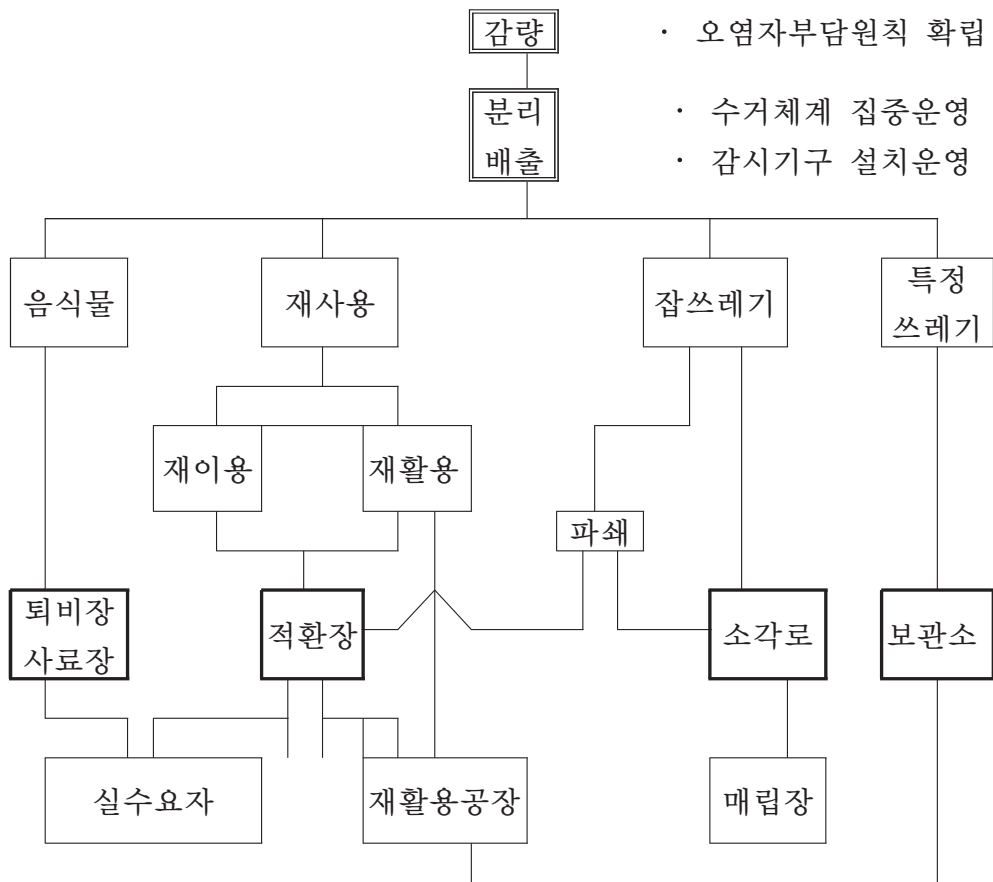 감량
· 오염자부담원칙 확립
분리
배출
· 수거체계 집중운영
· 감시기구 설치운영
음식물
재사용
잡쓰레기
특정
쓰레기
재이용
재활용
파쇄
퇴비장
사료장
적환장
소각로
보관소
실수요자
재활용공장
매립장